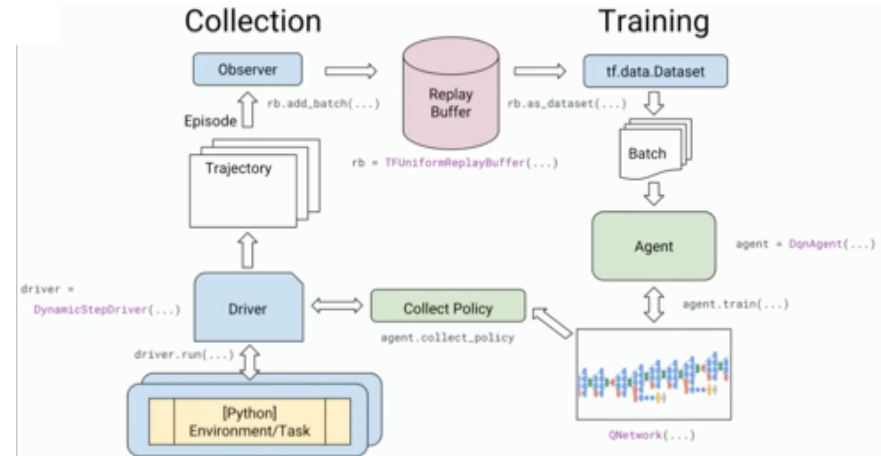 Collection
Training
Observer
rb.add_batch(...)
Replay
Buffer
rb.as_dataset(...)
tf.data.Dataset
Episode
Trajectory
rb = TFUniformReplayBuffer(...)
Batch
Agent
agent = DqnAgent(...)
driver =
DynamicStepDriver(...)
Driver
Collect Policy
agent.collect_policy
agent.train(...)
driver.run(...)
[Python]
Environment/Task
QNetwork(...)